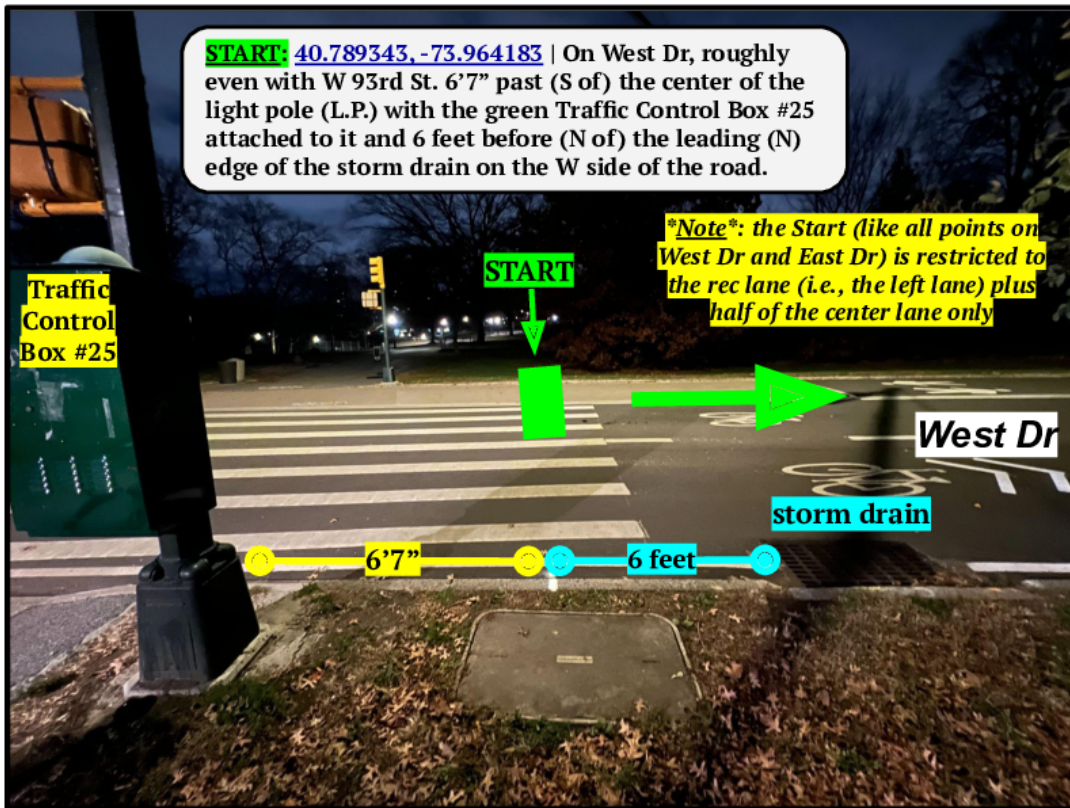 START: 40.789343, -73.964183 | On West Dr, roughly
even with W 93rd St. 6’7” past (S of) the center of the
light pole (L.P.) with the green Traffic Control Box #25
attached to it and 6 feet before (N of) the leading (N)
edge of the storm drain on the W side of the road.
*Note*: the Start (like all points on
West Dr and East Dr) is restricted to
the rec lane (i.e., the left lane) plus
half of the center lane only
START
Traffic
Control
Box #25
West Dr
storm drain
6’7”
6 feet